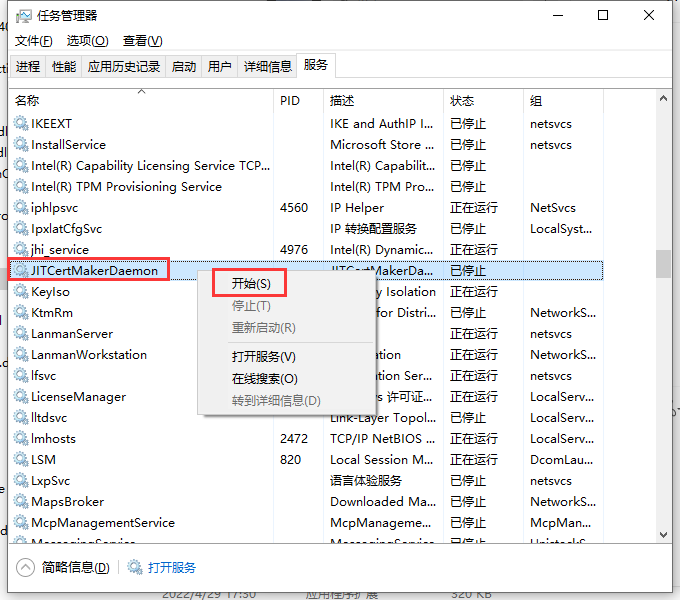 任务管理器
文件(F) 选项(O) 查看(V)
进程 性能 应用历史记录 启动 用户 详细信息 服务
名称 PID 描述 状态 组
IKEEXT IKE and AuthIP I... 已停止 netsvcs
InstallService Microsoft Store ... 已停止 netsvcs
Intel(R) Capability Licensing Service TCP... Intel(R) Capabilit... 已停止
Intel(R) TPM Provisioning Service Intel(R) TPM Pro... 已停止
iphlpsvc 4560 IP Helper 正在运行 NetSvcs
IpxlatCfgSvc IP 转换配置服务 已停止 LocalSyst...
jhi_service 4976 Intel(R) Dynamic... 正在运行
JITCertMakerDaemon JITCertMakerDa... 已停止
KeyIso y Isolation 正在运行
KtmRm for Distri... 已停止 NetworkS...
LanmanServer 正在运行 netsvcs
LanmanWorkstation ation 正在运行 NetworkS...
lfsvc ation Ser... 正在运行 netsvcs
LicenseManager 许可证... 正在运行 LocalServ...
lltdsvc Link-Layer Topol... 已停止 LocalServ...
lmhosts 2472 TCP/IP NetBIOS ... 正在运行 LocalServ...
LSM 820 Local Session M... 正在运行 DcomLau...
LxpSvc 语言体验服务 已停止 netsvcs
MapsBroker Downloaded Ma... 已停止 NetworkS...
McpManagementService McpManageme... 已停止 McpMan...
开始(S)
停止(T)
重新启动(R)
打开服务(V)
在线搜索(O)
转到详细信息(D)
简略信息(D) 打开服务
2022/4/29 17:50 应用程序扩展 320 KB